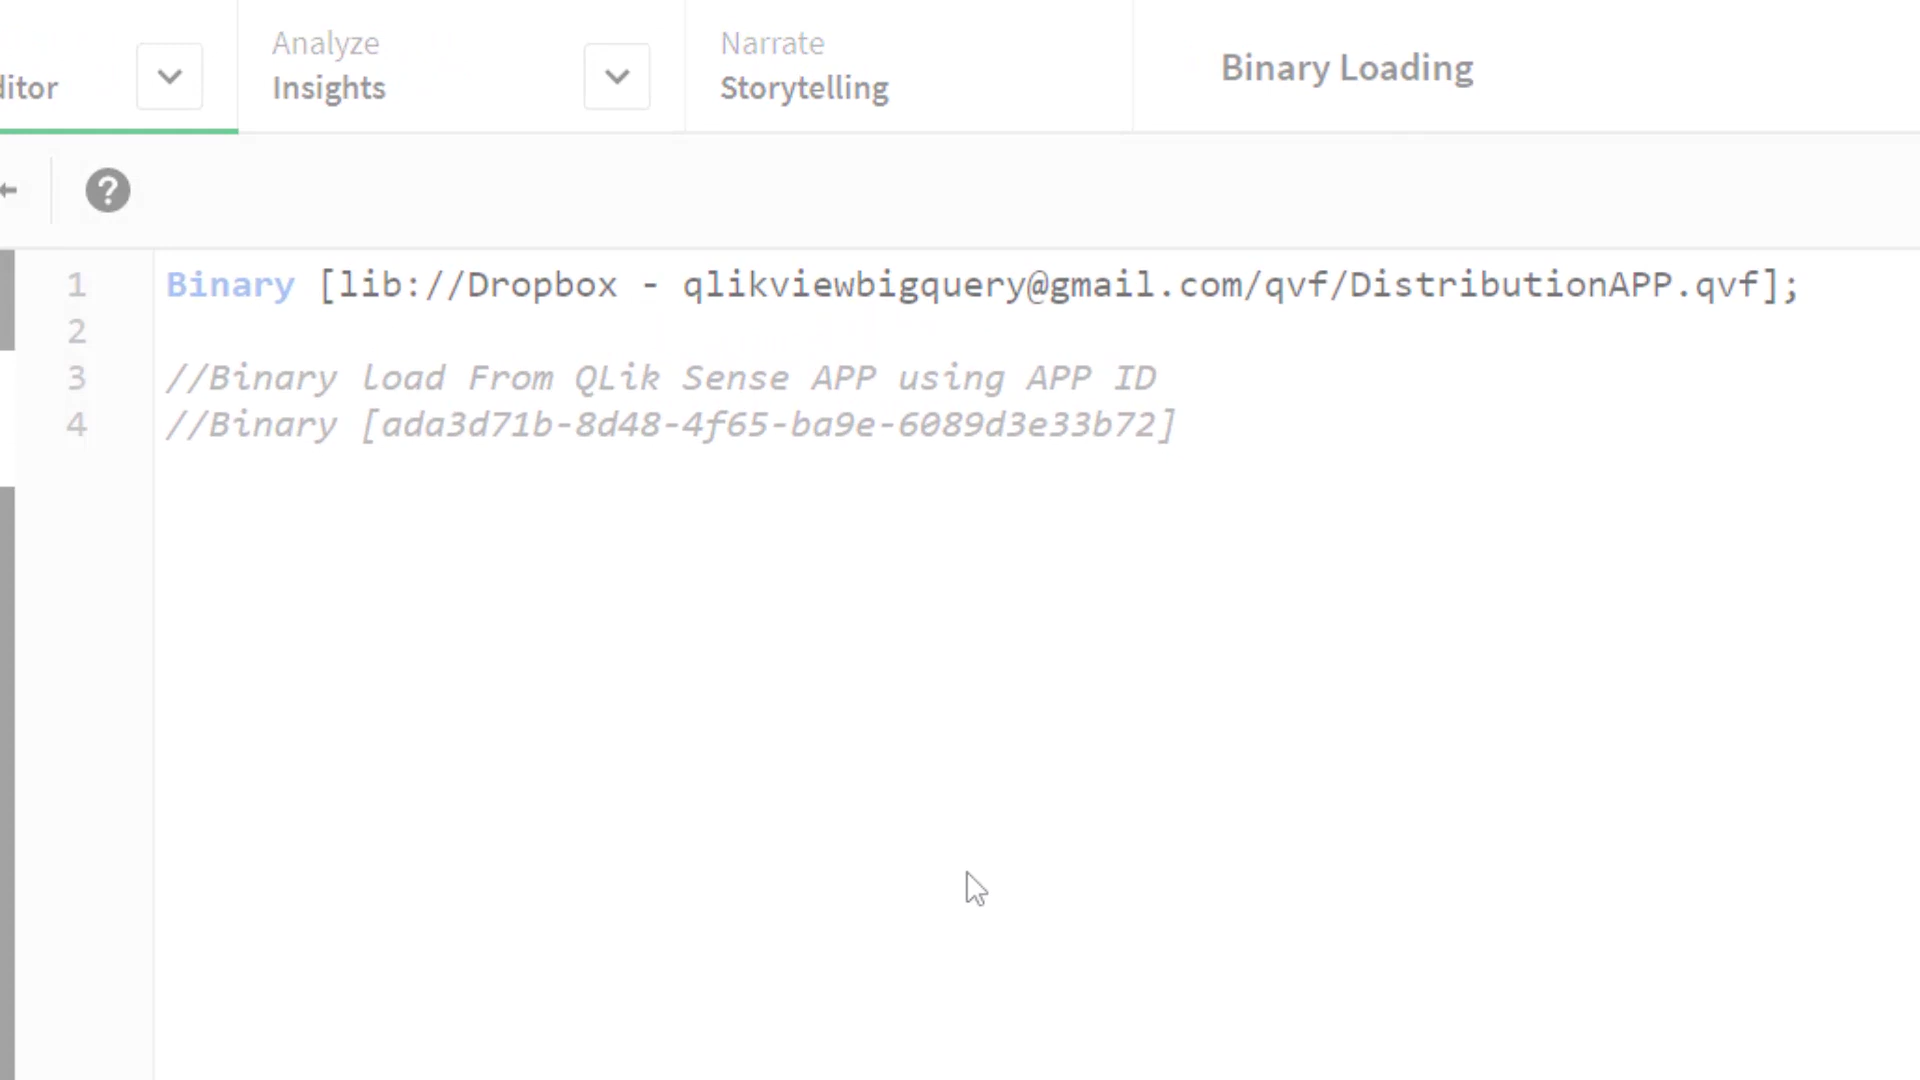 Analyze
Narrate
ditor
Insights
Storytelling
Binary Loading
?
1 Binary [lib://Dropbox - qlikviewbigquery@gmail.com/qvf/DistributionAPP.qvf];
2
3 //Binary load From QLik Sense APP using APP ID
4 //Binary [ada3d71b-8d48-4f65-ba9e-6089d3e33b72]